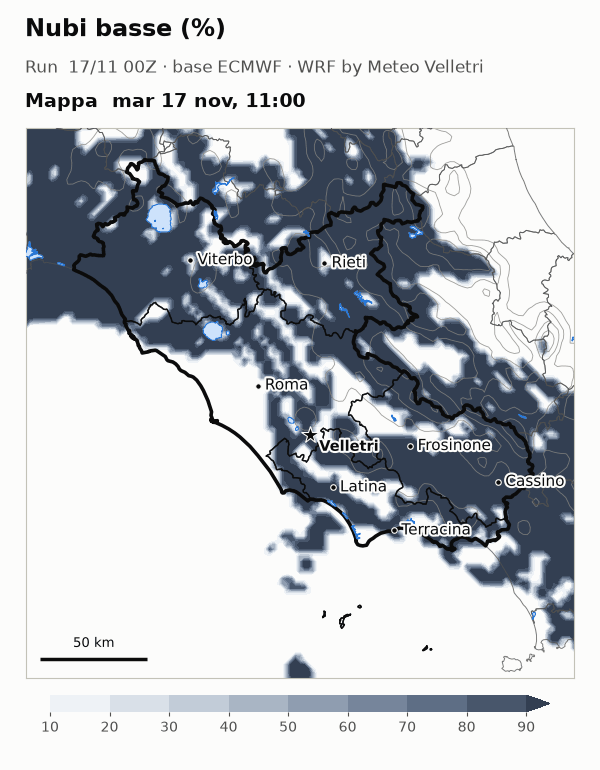 Nubi basse (%)
Run  17/11 00Z · base ECMWF · WRF by Meteo Velletri
Mappa  mar 17 nov, 11:00
Viterbo
Rieti
Roma
Velletri
Frosinone
Cassino
Latina
Terracina
50 km
10 20 30 40 50 60 70 80 90